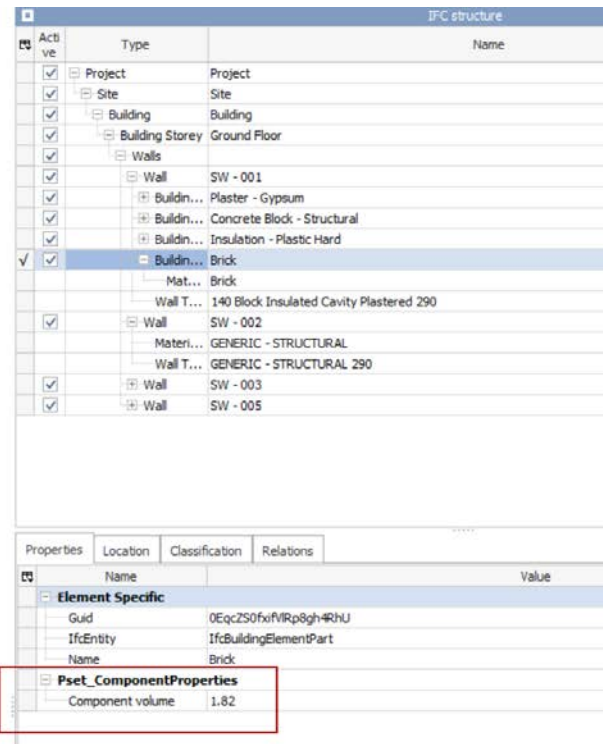 IFC structure
Acti
ve
Type
Name
Project Project
Site Site
Building Building
Building Storey Ground Floor
Walls
Wall SW - 001
Buildin... Plaster - Gypsum
Buildin... Concrete Block - Structural
Buildin... Insulation - Plastic Hard
Buildin... Brick
Mat... Brick
Wall T... 140 Block Insulated Cavity Plastered 290
Wall SW - 002
Materi... GENERIC - STRUCTURAL
Wall T... GENERIC - STRUCTURAL 290
Wall SW - 003
Wall SW - 005
Properties Location Classification Relations
Name Value
Element Specific
Guid
IfcEntity IfcBuildingElementPart
Name Brick
Pset_ComponentProperties
Component volume 1.82